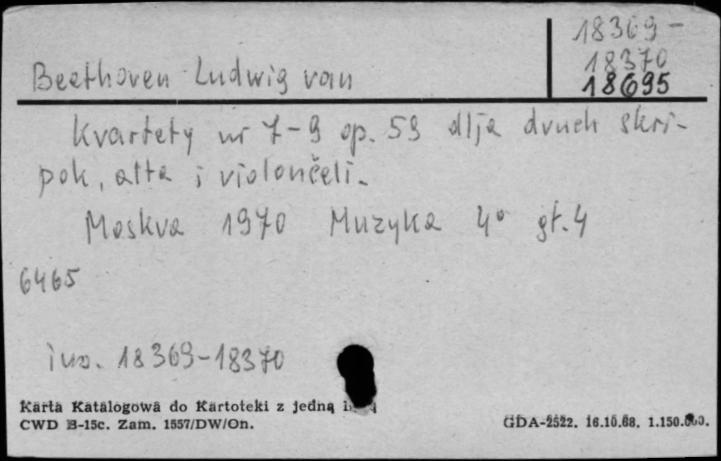 18369-
18370
Beethoven Ludwig van
18695
Kvartety nr 7-9 op. 59 dlja dvuch skri-
pok, alta i violončeli.
Moskva 1970 Muzyka 4° gł. 4
6465
inw. 18369-18370
Karta Katalogowa do Kartoteki z jedną
CWD B-15c. Zam. 1557/DW/On.
GDA-2522. 16.10.68. 1.150.000.